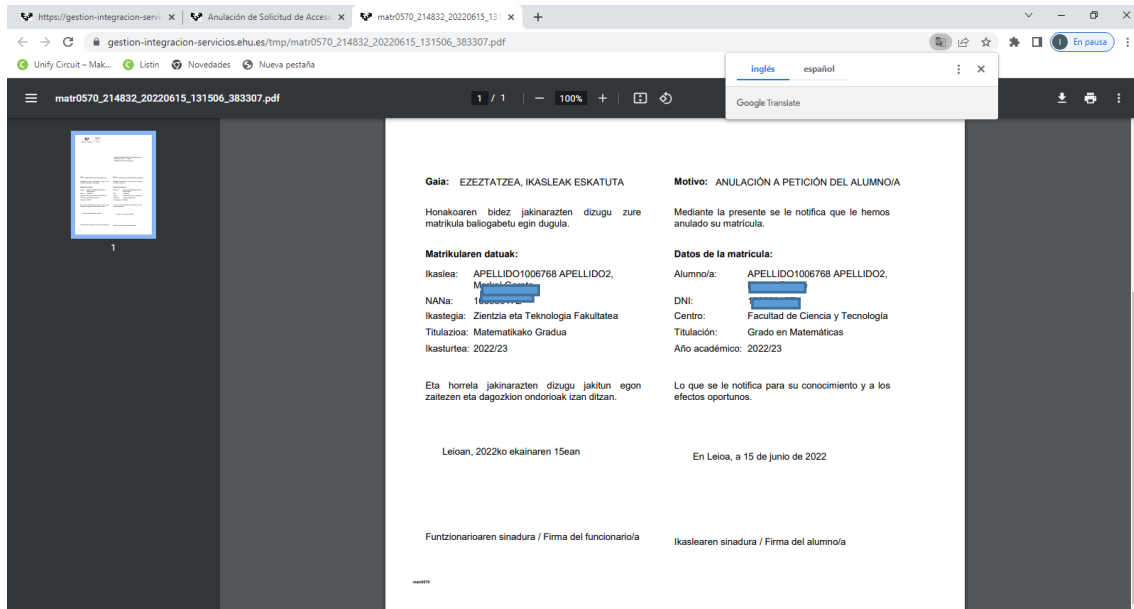 https://gestion-integracion-servi
Anulación de Solicitud de Acceso
matr0570_214832_20220615_131
gestion-integracion-servicios.ehu.es/tmp/matr0570_214832_20220615_131506_383307.pdf
En pausa
Unify Circuit – Mak...
Listin
Novedades
Nueva pestaña
inglés español
Google Translate
matr0570_214832_20220615_131506_383307.pdf
1 / 1
100%
1
Gaia: EZEZTATZEA, IKASLEAK ESKATUTA
Honakoaren bidez jakinarazten dizugu zure
matrikula baliogabetu egin dugula.
Matrikularen datuak:
Ikaslea: APELLIDO1006768 APELLIDO2,
NANa:
Ikastegia: Zientzia eta Teknologia Fakultatea
Titulazioa: Matematikako Gradua
Ikasturtea: 2022/23
Eta horrela jakinarazten dizugu jakitun egon
zaitezen eta dagozkion ondorioak izan ditzan.
Leioan, 2022ko ekainaren 15ean
Funtzionarioaren sinadura / Firma del funcionario/a
Motivo: ANULACIÓN A PETICIÓN DEL ALUMNO/A
Mediante la presente se le notifica que le hemos
anulado su matrícula.
Datos de la matrícula:
Alumno/a: APELLIDO1006768 APELLIDO2,
DNI:
Centro: Facultad de Ciencia y Tecnología
Titulación: Grado en Matemáticas
Año académico: 2022/23
Lo que se le notifica para su conocimiento y a los
efectos oportunos.
En Leioa, a 15 de junio de 2022
Ikaslearen sinadura / Firma del alumno/a
matr0570